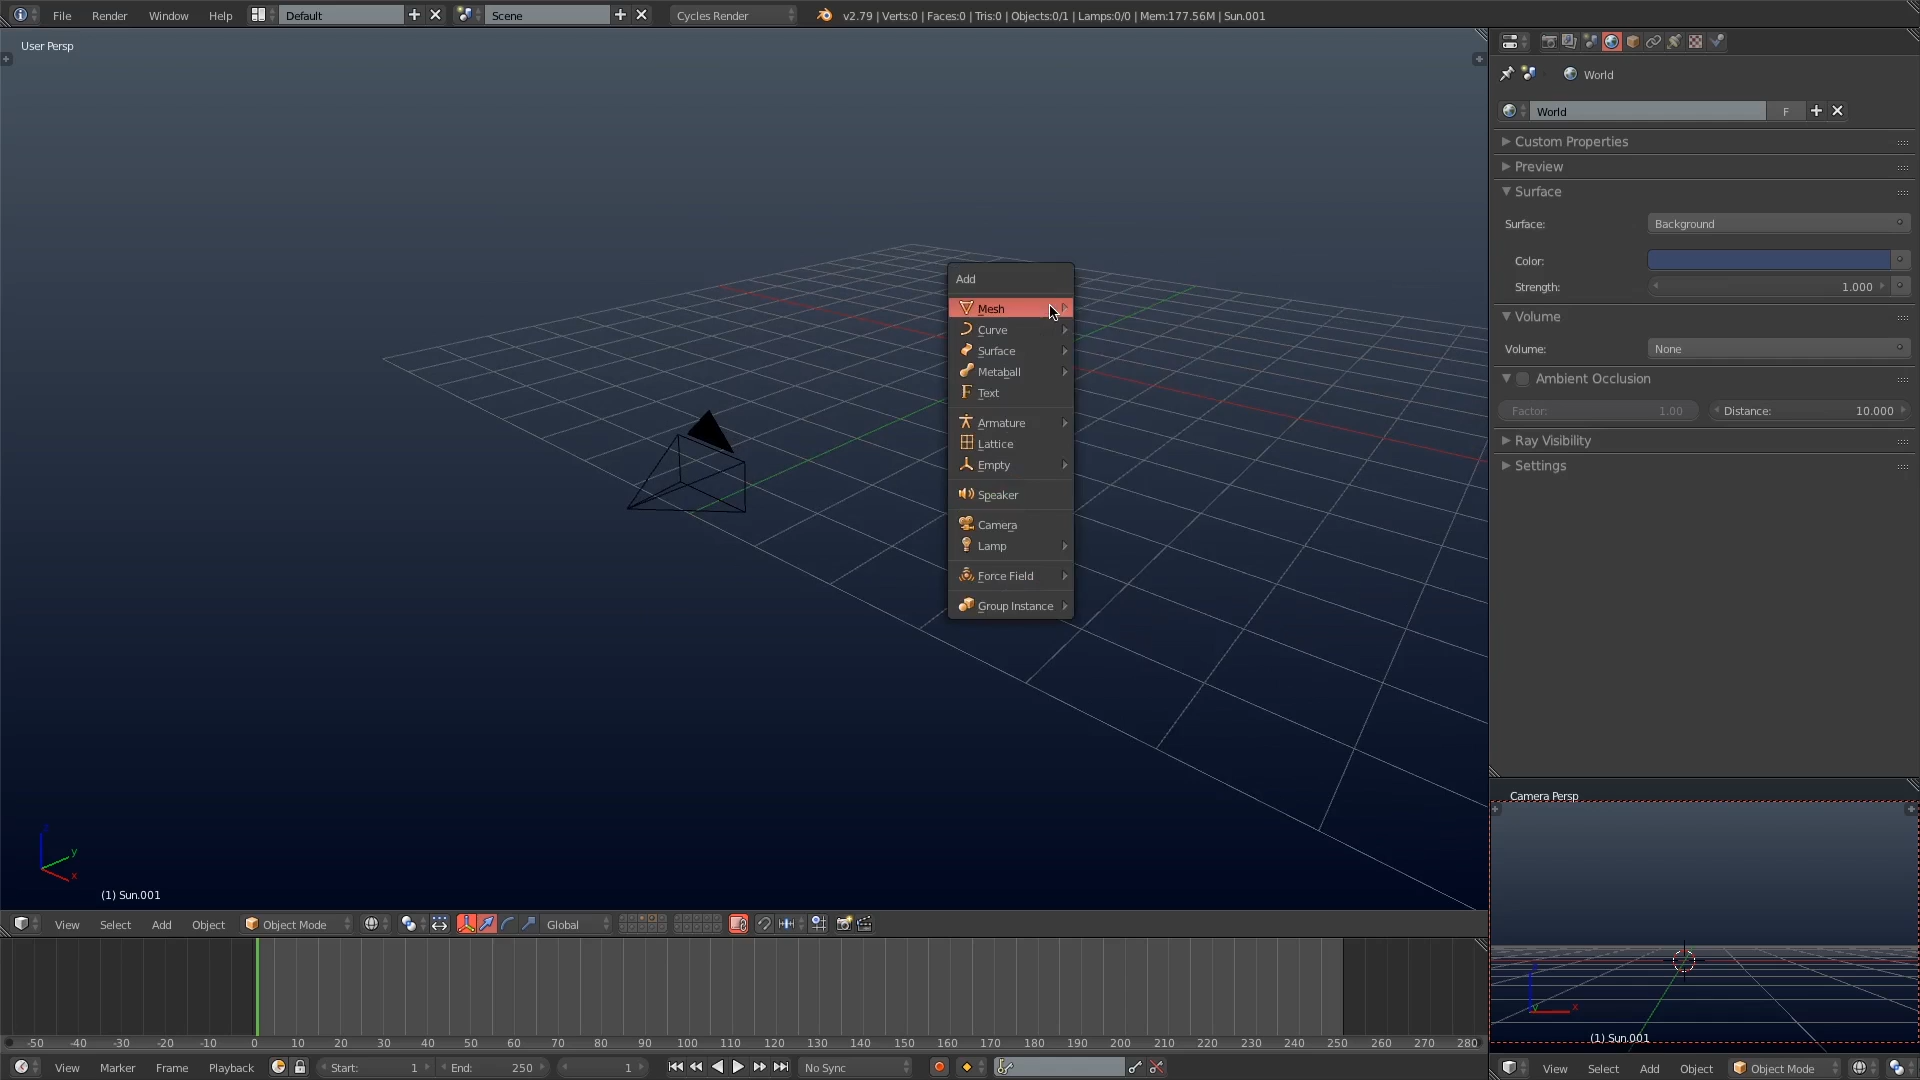 File Render Window Help Default Scene Cycles Render v2.79 | Verts:0 | Faces:0 | Tris:0 | Objects:0/1 | Lamps:0/0 | Mem:177.56M | Sun.001
User Persp
World
World F
Custom Properties
Preview
Surface
Surface: Background
Color:
Strength: 1.000
Volume
Volume: None
Ambient Occlusion
Factor: 1.00 Distance: 10.000
Ray Visibility
Settings
Add
Mesh
Curve
Surface
Metaball
Text
Armature
Lattice
Empty
Speaker
Camera
Lamp
Force Field
Group Instance
z
y
x
(1) Sun.001
View Select Add Object Object Mode Global
-50 -40 -30 -20 -10 0 10 20 30 40 50 60 70 80 90 100 110 120 130 140 150 160 170 180 190 200 210 220 230 240 250 260 270 280
View Marker Frame Playback Start: 1 End: 250 1 No Sync
Camera Persp
x
(1) Sun.001
View Select Add Object Object Mode